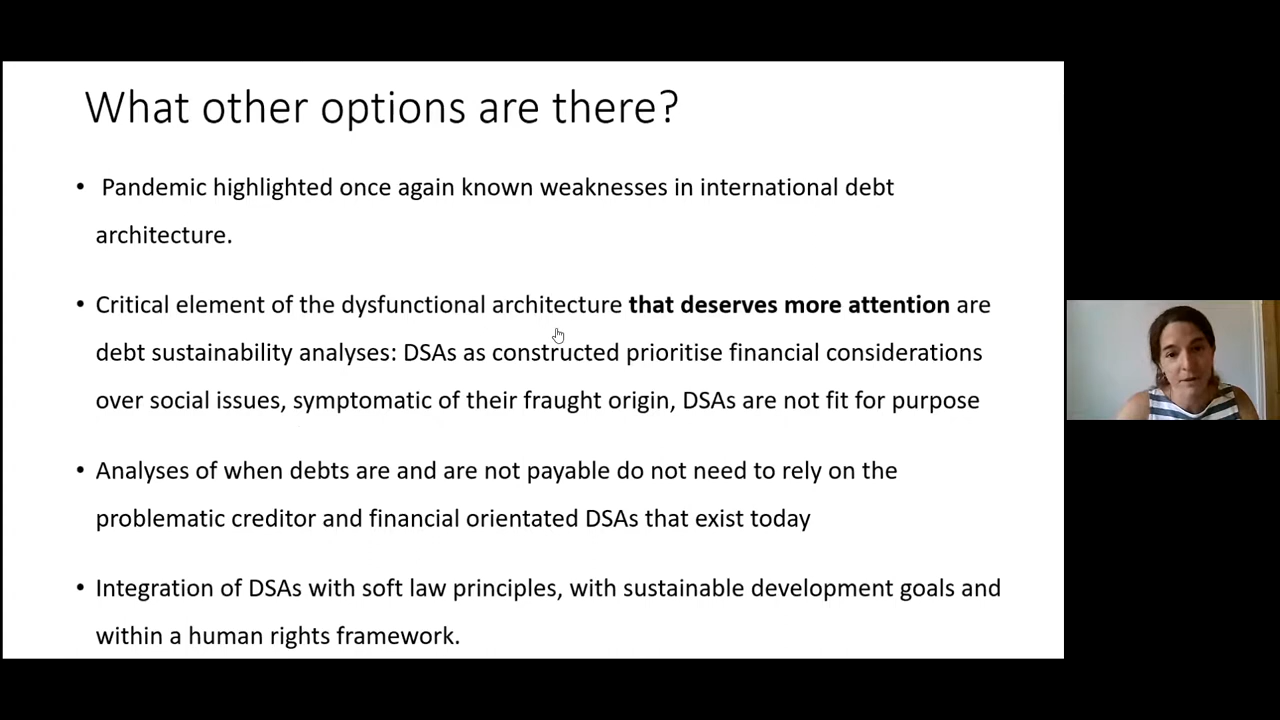 What other options are there?
• Pandemic highlighted once again known weaknesses in international debt
architecture.
• Critical element of the dysfunctional architecture that deserves more attention are
debt sustainability analyses: DSAs as constructed prioritise financial considerations
over social issues, symptomatic of their fraught origin, DSAs are not fit for purpose
• Analyses of when debts are and are not payable do not need to rely on the
problematic creditor and financial orientated DSAs that exist today
• Integration of DSAs with soft law principles, with sustainable development goals and
within a human rights framework.